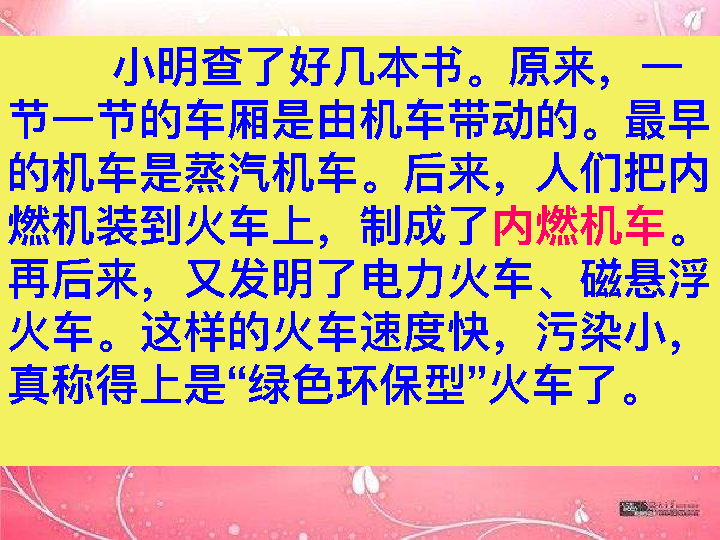 小明查了好几本书。原来，一
节一节的车厢是由机车带动的。最早
的机车是蒸汽机车。后来，人们把内
燃机装到火车上，制成了内燃机车。
再后来，又发明了电力火车、磁悬浮
火车。这样的火车速度快，污染小，
真称得上是“绿色环保型”火车了。